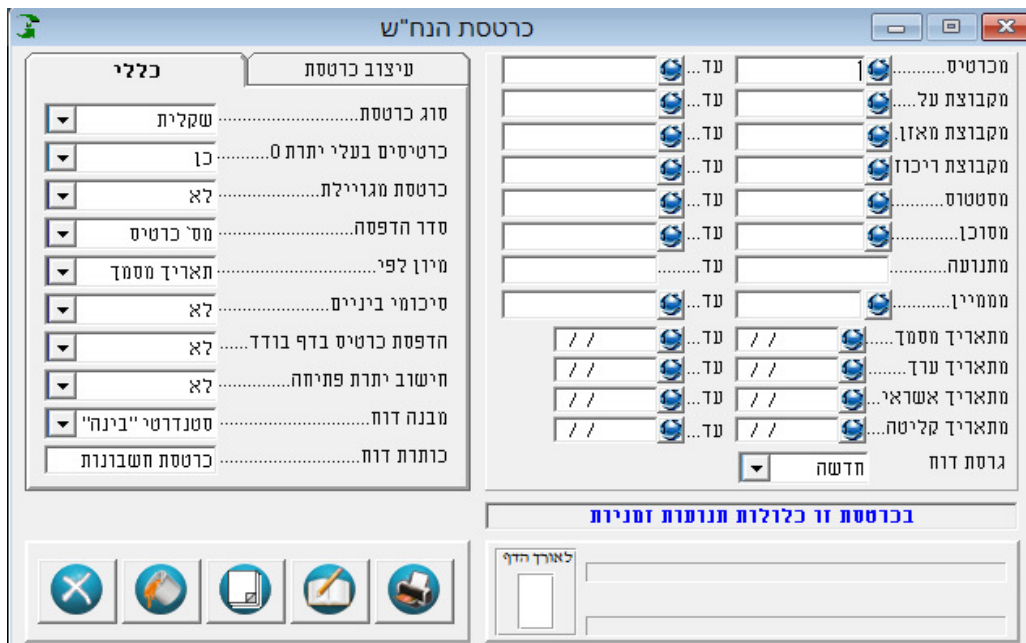 כרטסת הנח"ש
מכרטיס..........1 עד...
מקבוצת על..... עד...
מקבוצת מאזן. עד...
מקבוצת ריכוז עד...
מסטטוס......... עד...
מסוכן............ עד...
מתנועה.......... עד.........
ממיין............ עד...
מתאריך מסמך...... / / עד... / /
מתאריך ערך........ / / עד... / /
מתאריך אשראי... / / עד... / /
מתאריך קליטה.... / / עד... / /
גרסת דוח חדשה
בכרטסת זו כלולות תנועות זמניות
לאורך הדף
עיצוב כרטסת
כללי
סוג כרטסת......................... שקלית
כרטיסים בעלי יתרת 0.......... כן
כרטסת מגויילת.................... לא
סדר הדפסה......................... מס' כרטיס
מיון לפי........................... תאריך מסמך
סיכומי ביניים.................... לא
הדפסת כרטיס בדף בודד...... לא
חישוב יתרת פתיחה............. לא
מבנה דוח........................ סטנדרטי "בינה"
כותרת דוח........................ כרטסת חשבונות